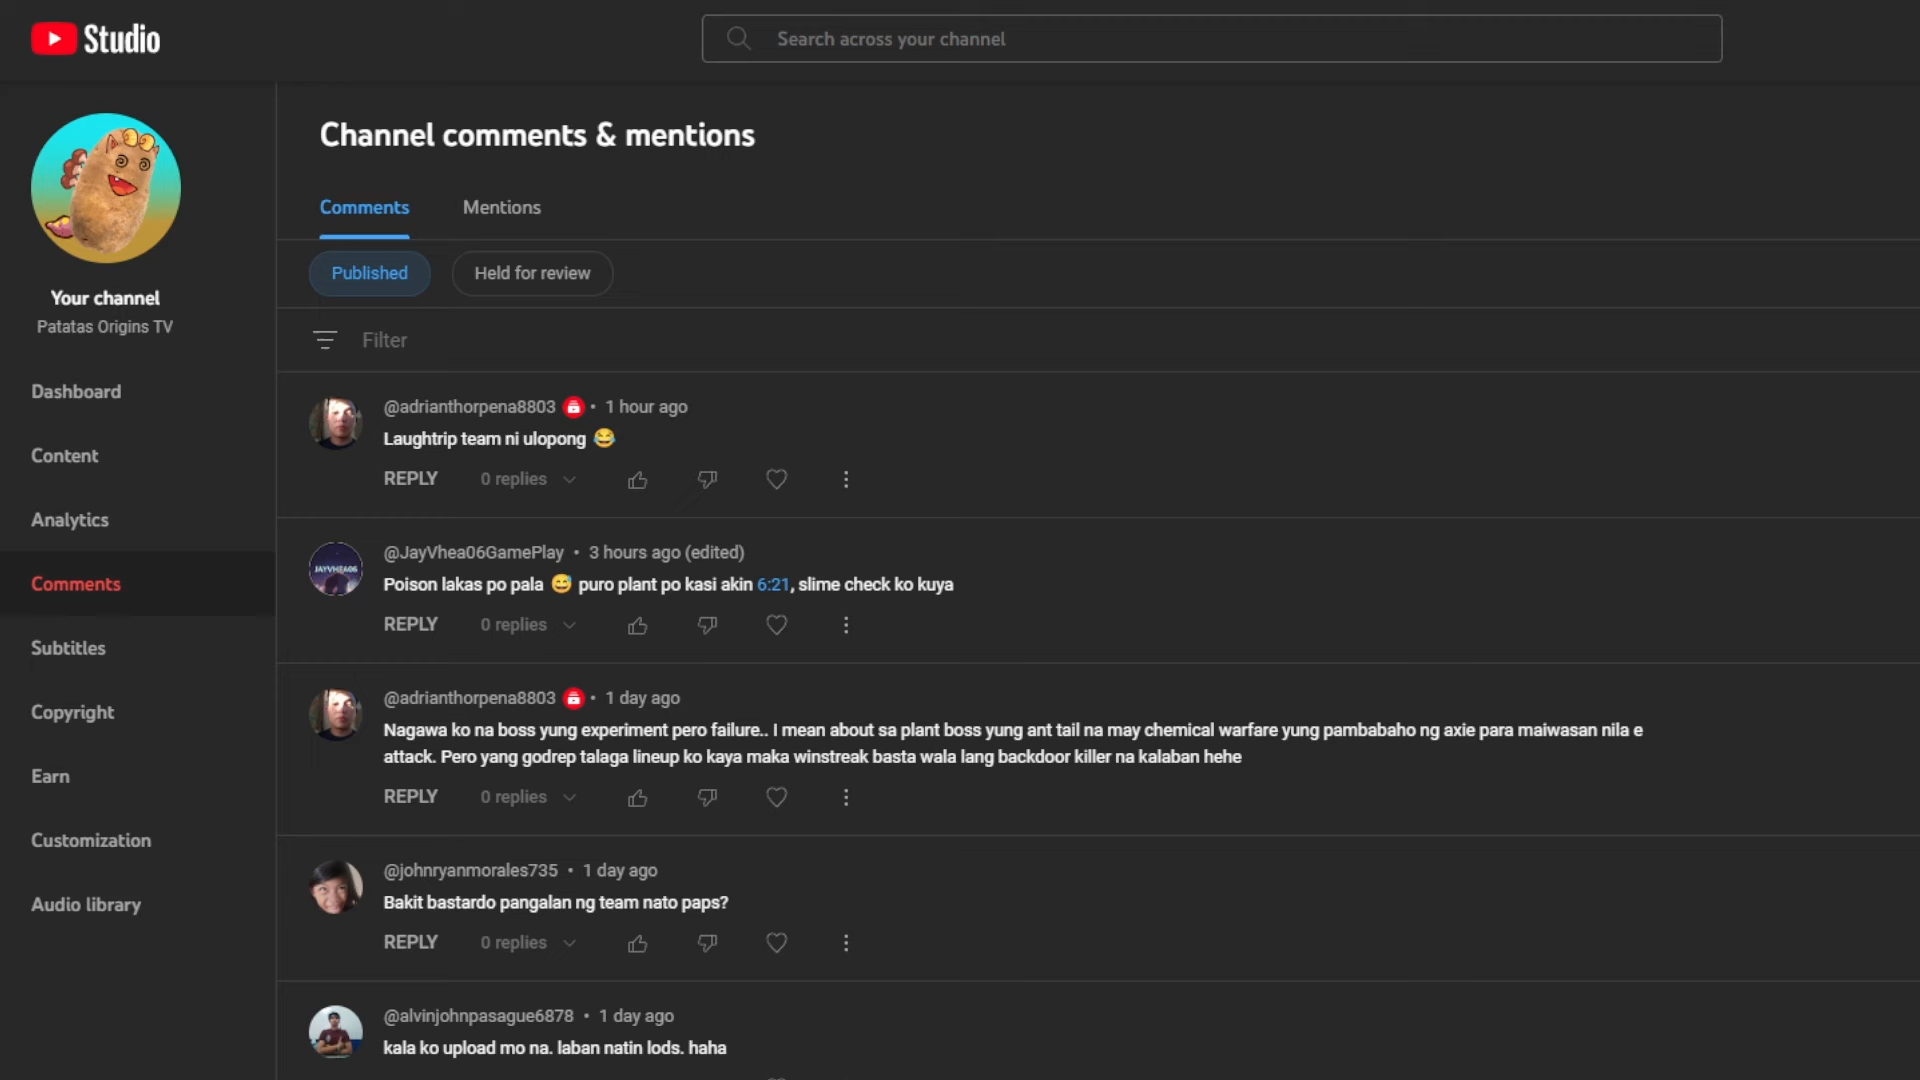 Studio
Search across your channel
Your channel
Patatas Origins TV
Dashboard
Content
Analytics
Comments
Subtitles
Copyright
Earn
Customization
Audio library
Channel comments & mentions
Comments
Mentions
Published
Held for review
Filter
@adrianthorpena8803 • 1 hour ago
Laughtrip team ni ulopong 😂
REPLY 0 replies
JAYVHEA06
@JayVhea06GamePlay • 3 hours ago (edited)
Poison lakas po pala 😅 puro plant po kasi akin 6:21, slime check ko kuya
REPLY 0 replies
@adrianthorpena8803 • 1 day ago
Nagawa ko na boss yung experiment pero failure.. I mean about sa plant boss yung ant tail na may chemical warfare yung pambabaho ng axie para maiwasan nila e
attack. Pero yang godrep talaga lineup ko kaya maka winstreak basta wala lang backdoor killer na kalaban hehe
REPLY 0 replies
@johnryanmorales735 • 1 day ago
Bakit bastardo pangalan ng team nato paps?
REPLY 0 replies
@alvinjohnpasague6878 • 1 day ago
kala ko upload mo na. laban natin lods. haha